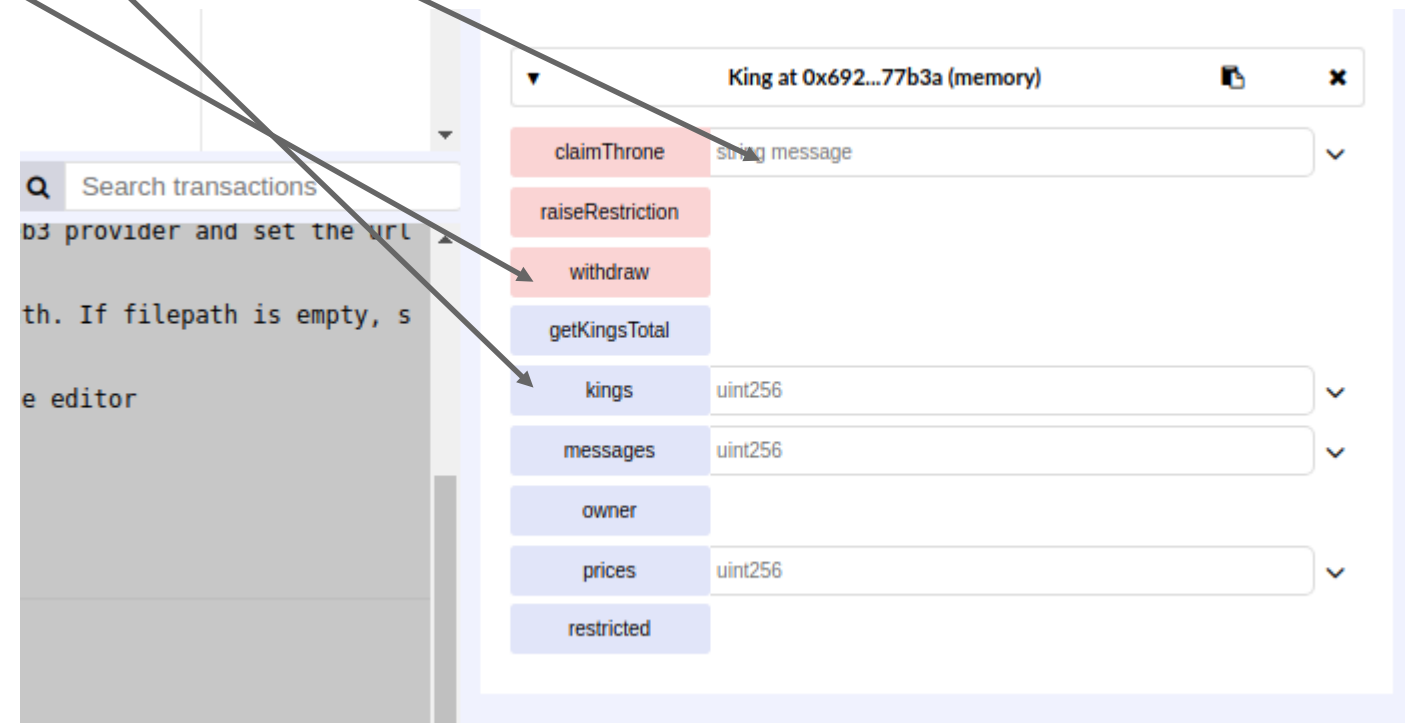 King at 0x692...77b3a (memory)
claimThrone string message
Search transactions
raiseRestriction
b3 provider and set the url
withdraw
th. If filepath is empty, s
getKingsTotal
kings uint256
e editor
messages uint256
owner
prices uint256
restricted